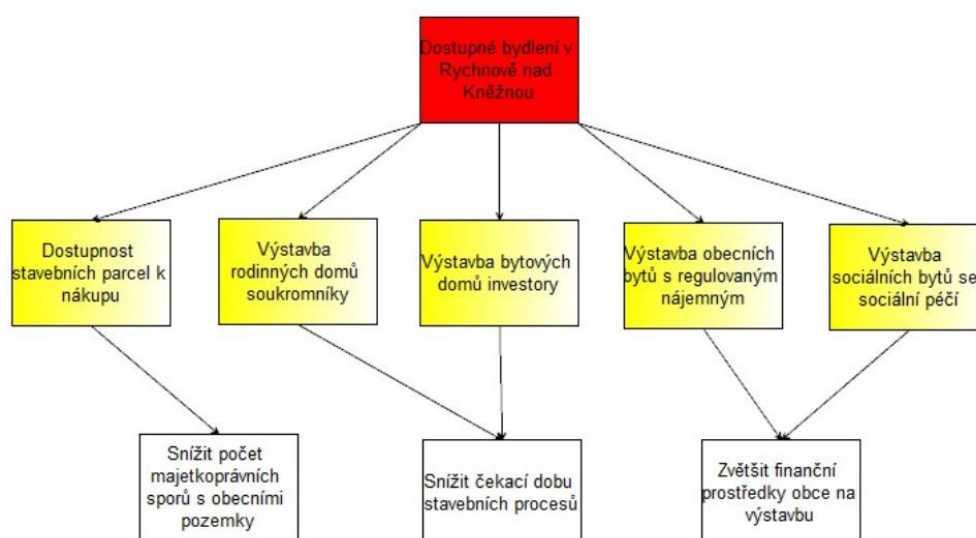 Dostupné bydlení v
Rychnově nad
Kněžnou
Dostupnost
stavebních parcel k
nákupu
Výstavba
rodinných domů
soukromníky
Výstavba bytových
domů investory
Výstavba obecních
bytů s regulovaným
nájemným
Výstavba
sociálních bytů se
sociální péčí
Snížit počet
majetkoprávních
sporů s obecními
pozemky
Snížit čekací dobu
stavebních procesů
Zvětšit finanční
prostředky obce na
výstavbu